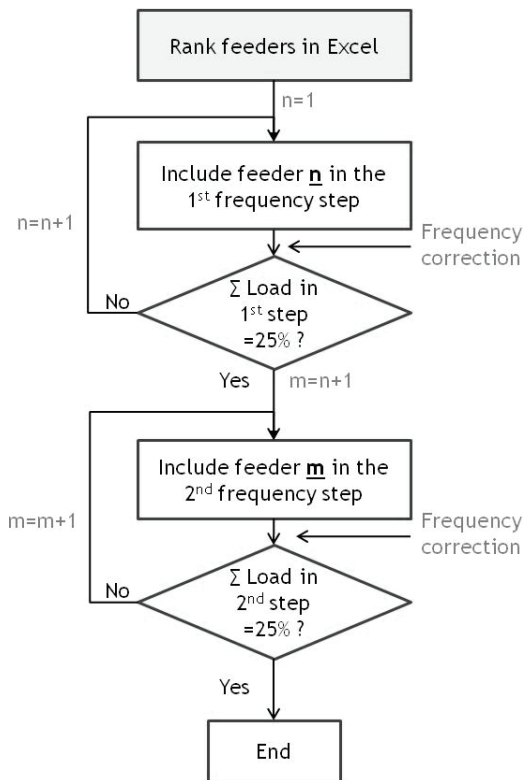 Rank feeders in Excel
n=1
Include feeder n in the
1st frequency step
n=n+1
Frequency
correction
∑ Load in
1st step
=25% ?
No
Yes
m=n+1
Include feeder m in the
2nd frequency step
m=m+1
Frequency
correction
∑ Load in
2nd step
=25% ?
No
Yes
End